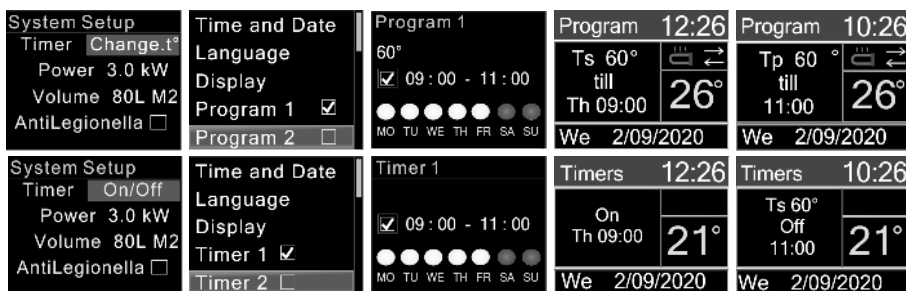 System Setup
Timer Change.t°
Power 3.0 kW
Volume 80L M2
AntiLegionella
Time and Date
Language
Display
Program 1
Program 2
Program 1
60°
09:00 - 11:00
MO TU WE TH FR SA SU
Program 12:26
Ts 60°
till
Th 09:00
26°
We 2/09/2020
Program 10:26
Tp 60 °
till
11:00
26°
We 2/09/2020
System Setup
Timer On/Off
Power 3.0 kW
Volume 80L M2
AntiLegionella
Time and Date
Language
Display
Timer 1
Timer 2
Timer 1
09:00 - 11:00
MO TU WE TH FR SA SU
Timers 12:26
On
Th 09:00
21°
We 2/09/2020
Timers 10:26
Ts 60°
Off
11:00
21°
We 2/09/2020